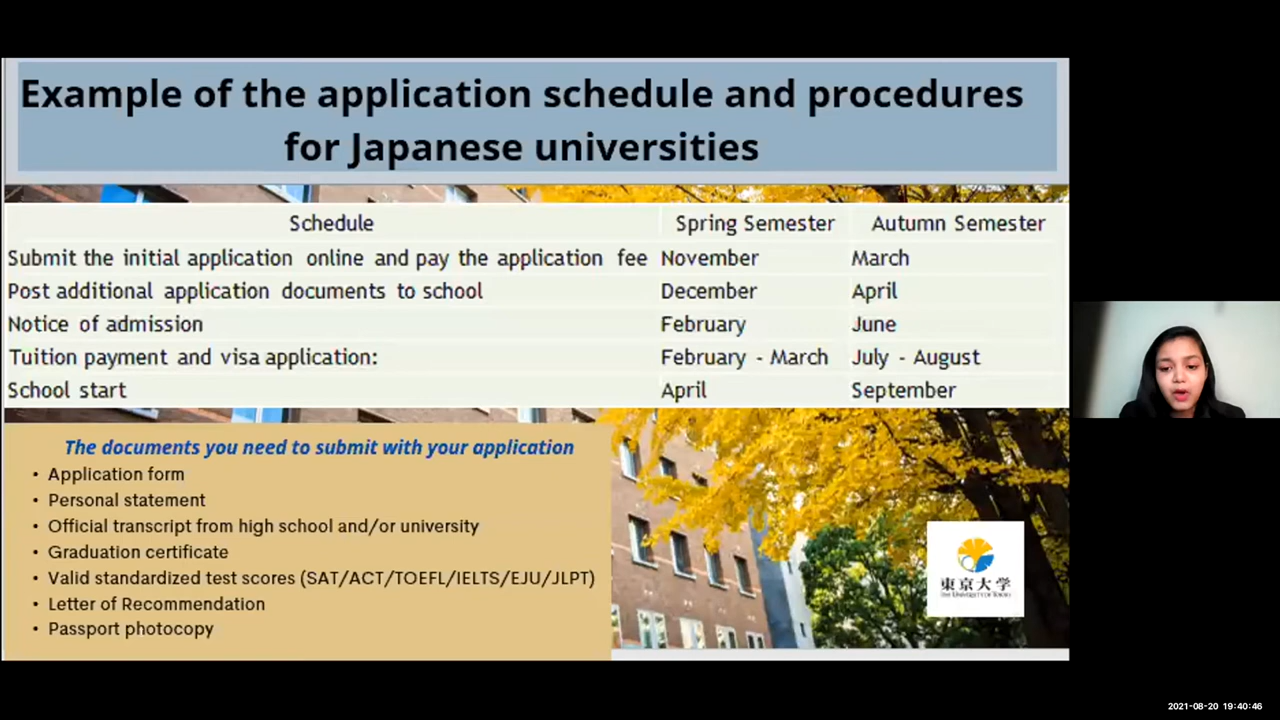 Example of the application schedule and procedures
for Japanese universities
Schedule Spring Semester Autumn Semester
Submit the initial application online and pay the application fee November March
Post additional application documents to school December April
Notice of admission February June
Tuition payment and visa application: February - March July - August
School start April September
The documents you need to submit with your application
• Application form
• Personal statement
• Official transcript from high school and/or university
• Graduation certificate
• Valid standardized test scores (SAT/ACT/TOEFL/IELTS/EJU/JLPT)
• Letter of Recommendation
• Passport photocopy
東京大学
THE UNIVERSITY OF TOKYO
2021-08-20 19:40:46